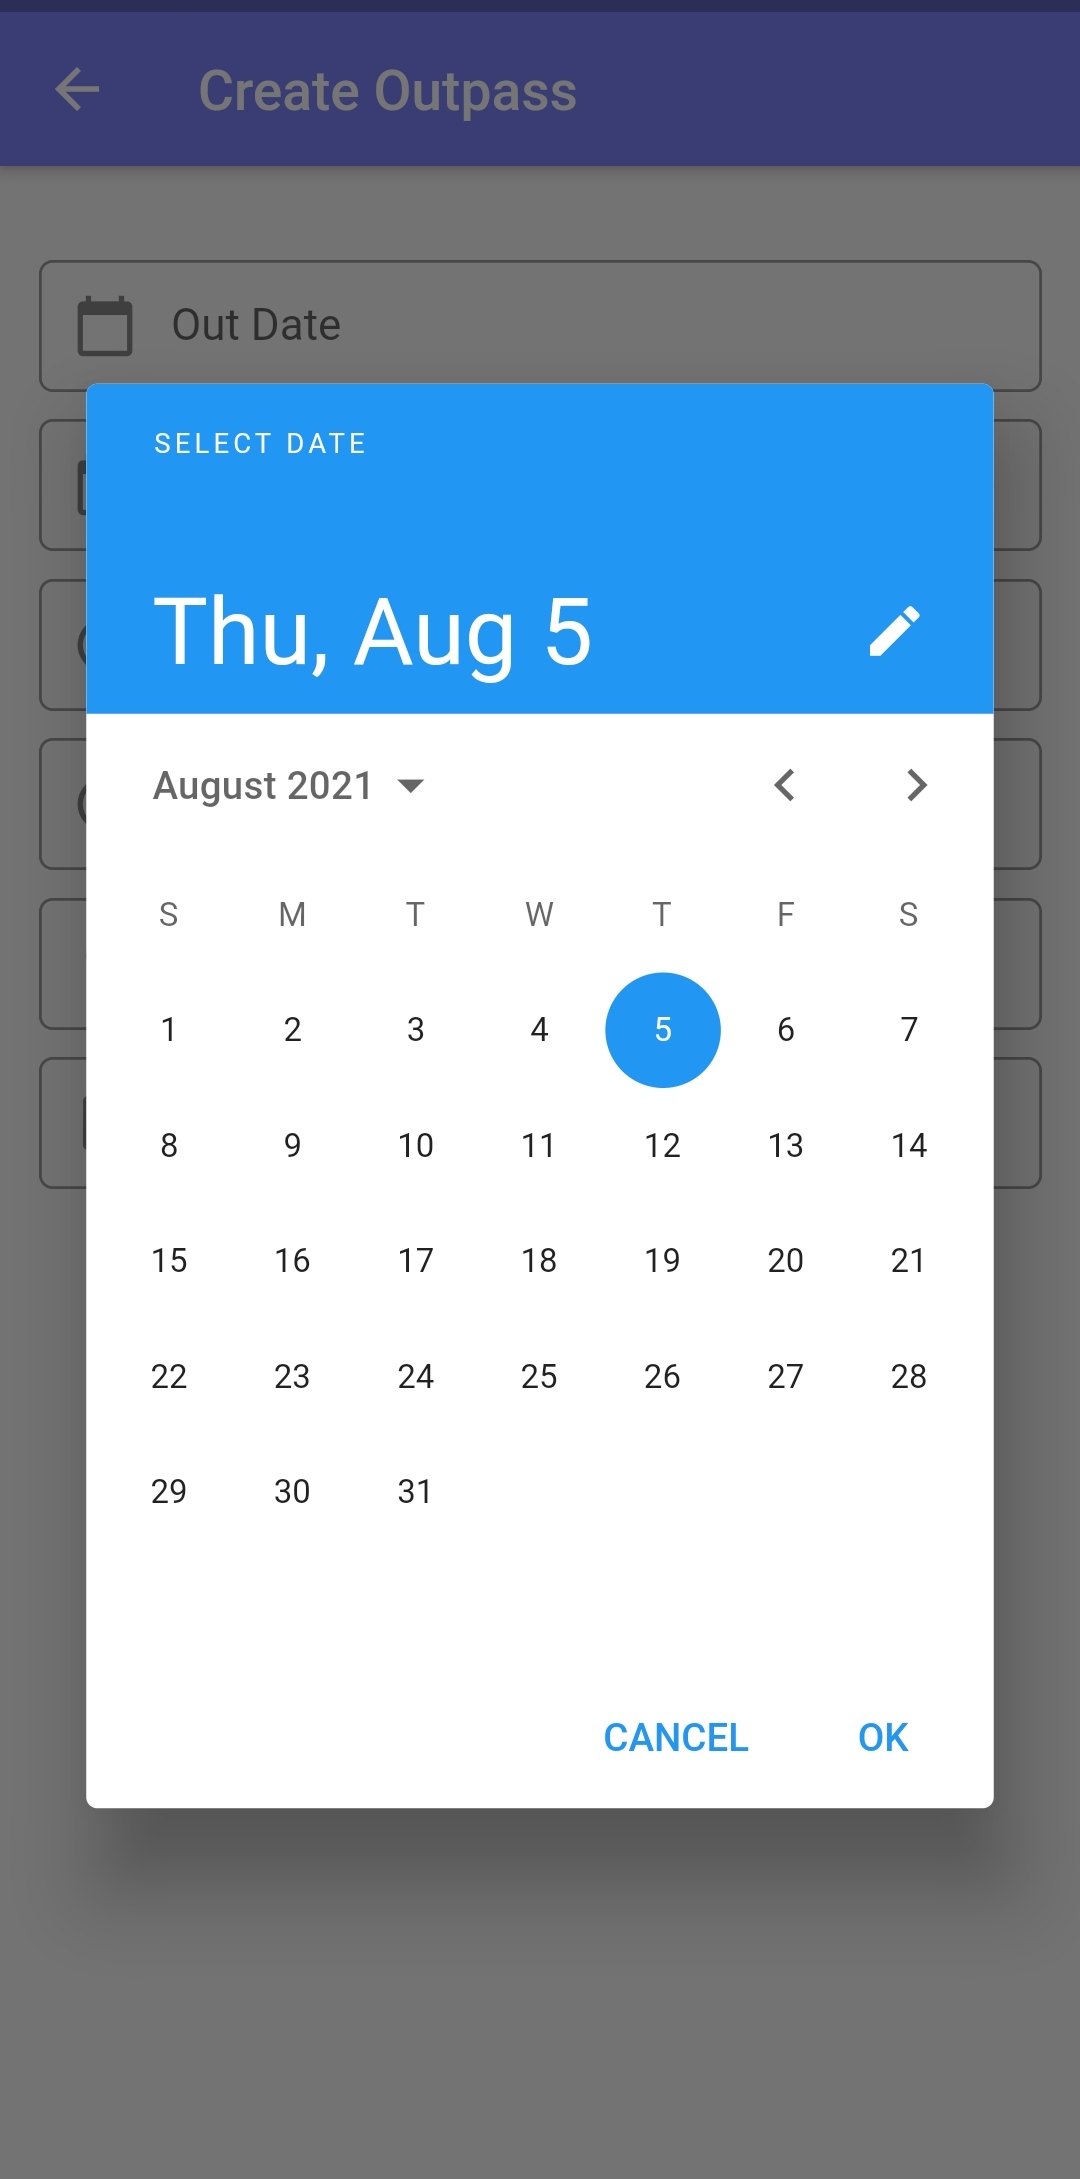 Create Outpass
Out Date
SELECT DATE
Thu, Aug 5
August 2021
S M T W T F S
1 2 3 4 5 6 7
8 9 10 11 12 13 14
15 16 17 18 19 20 21
22 23 24 25 26 27 28
29 30 31
CANCEL OK